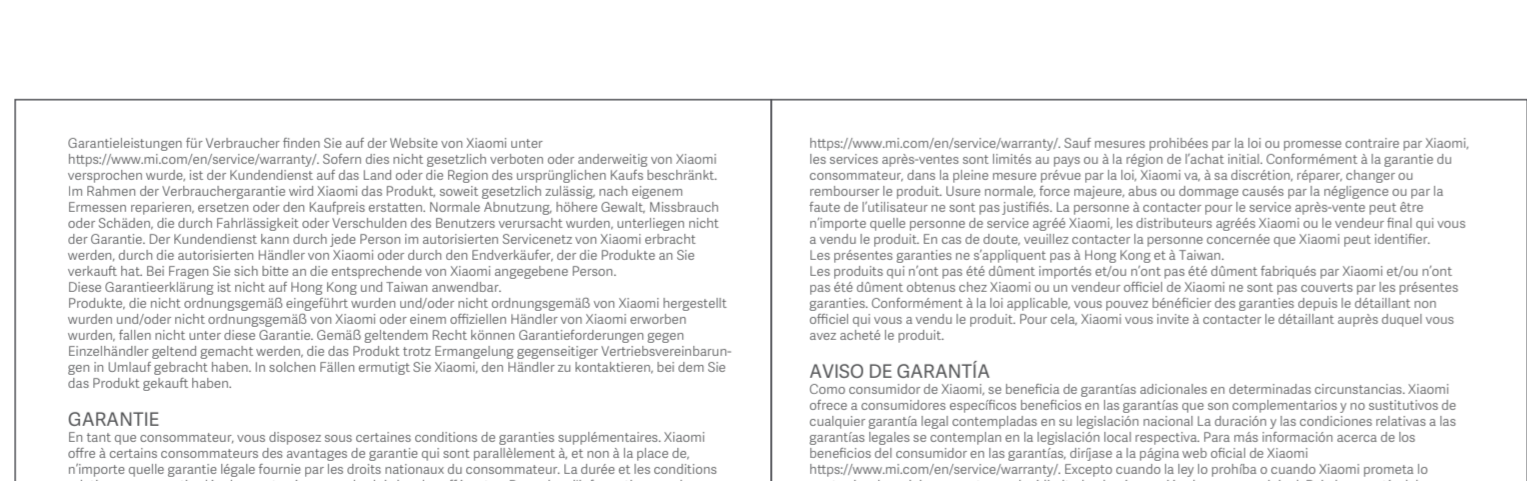 Garantieleistungen für Verbraucher finden Sie auf der Website von Xiaomi unter
https://www.mi.com/en/service/warranty/. Sofern dies nicht gesetzlich verboten oder anderweitig von Xiaomi
versprochen wurde, ist der Kundendienst auf das Land oder die Region des ursprünglichen Kaufs beschränkt.
Im Rahmen der Verbrauchergarantie wird Xiaomi das Produkt, soweit gesetzlich zulässig, nach eigenem
Ermessen reparieren, ersetzen oder den Kaufpreis erstatten. Normale Abnutzung, höhere Gewalt, Missbrauch
oder Schäden, die durch Fahrlässigkeit oder Verschulden des Benutzers verursacht wurden, unterliegen nicht
der Garantie. Der Kundendienst kann durch jede Person im autorisierten Servicenetz von Xiaomi erbracht
werden, durch die autorisierten Händler von Xiaomi oder durch den Endverkäufer, der die Produkte an Sie
verkauft hat. Bei Fragen Sie sich bitte an die entsprechende von Xiaomi angegebene Person.
Diese Garantieerklärung ist nicht auf Hong Kong und Taiwan anwendbar.
Produkte, die nicht ordnungsgemäß eingeführt wurden und/oder nicht ordnungsgemäß von Xiaomi hergestellt
wurden und/oder nicht ordnungsgemäß von Xiaomi oder einem offiziellen Händler von Xiaomi erworben
wurden, fallen nicht unter diese Garantie. Gemäß geltendem Recht können Garantieforderungen gegen
Einzelhändler geltend gemacht werden, die das Produkt trotz Ermangelung gegenseitiger Vertriebsvereinbarun-
gen in Umlauf gebracht haben. In solchen Fällen ermutigt Sie Xiaomi, den Händler zu kontaktieren, bei dem Sie
das Produkt gekauft haben.
GARANTIE
En tant que consommateur, vous disposez sous certaines conditions de garanties supplémentaires. Xiaomi
offre à certains consommateurs des avantages de garantie qui sont parallèlement à, et non à la place de,
n'importe quelle garantie légale fournie par les droits nationaux du consommateur. La durée et les conditions
https://www.mi.com/en/service/warranty/. Sauf mesures prohibées par la loi ou promesse contraire par Xiaomi,
les services après-ventes sont limités au pays ou à la région de l'achat initial. Conformément à la garantie du
consommateur, dans la pleine mesure prévue par la loi, Xiaomi va, à sa discrétion, réparer, changer ou
rembourser le produit. Usure normale, force majeure, abus ou dommage causés par la négligence ou par la
faute de l'utilisateur ne sont pas justifiés. La personne à contacter pour le service après-vente peut être
n'importe quelle personne de service agréé Xiaomi, les distributeurs agréés Xiaomi ou le vendeur final qui vous
a vendu le produit. En cas de doute, veuillez contacter la personne concernée que Xiaomi peut identifier.
Les présentes garanties ne s'appliquent pas à Hong Kong et à Taiwan.
Les produits qui n'ont pas été dûment importés et/ou n'ont pas été dûment fabriqués par Xiaomi et/ou n'ont
pas été dûment obtenus chez Xiaomi ou un vendeur officiel de Xiaomi ne sont pas couverts par les présentes
garanties. Conformément à la loi applicable, vous pouvez bénéficier des garanties depuis le détaillant non
officiel qui vous a vendu le produit. Pour cela, Xiaomi vous invite à contacter le détaillant auprès duquel vous
avez acheté le produit.
AVISO DE GARANTÍA
Como consumidor de Xiaomi, se beneficia de garantías adicionales en determinadas circunstancias. Xiaomi
ofrece a consumidores específicos beneficios en las garantías que son complementarios y no sustitutivos de
cualquier garantía legal contempladas en su legislación nacional La duración y las condiciones relativas a las
garantías legales se contemplan en la legislación local respectiva. Para más información acerca de los
beneficios del consumidor en las garantías, diríjase a la página web oficial de Xiaomi
https://www.mi.com/en/service/warranty/. Excepto cuando la ley lo prohíba o cuando Xiaomi prometa lo